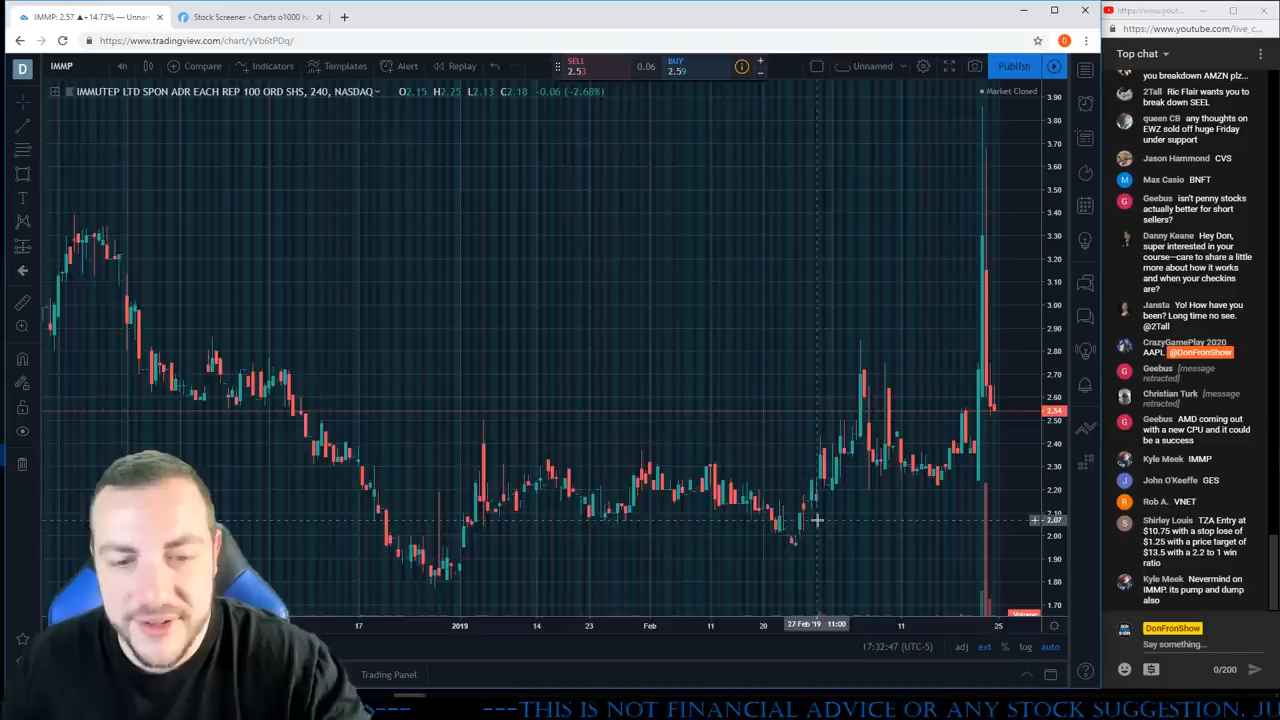 IMMP: 2.57 ▲+14.73% — Unnan
Stock Screener - Charts o1000 h
https://www.tradingview.com/chart/yVb6tPDq/
D
IMMP
4h
Compare
Indicators
Templates
Alert
Replay
SELL
2.53
0.06
BUY
2.59
Unnamed
Publish
IMMUTEP LTD SPON ADR EACH REP 100 ORD SHS, 240, NASDAQ
O2.15 H2.25 L2.13 C2.18 -0.06 (-2.68%)
Market Closed
3.90
3.80
3.70
3.60
3.50
3.40
3.30
3.20
3.10
3.00
2.90
2.80
2.70
2.60
2.54
2.50
2.40
2.30
2.20
2.10
2.07
2.00
1.90
1.80
1.70
Volume
17
2019
14
23
Feb
11
20
27 Feb '19 11:00
11
25
17:32:47 (UTC-5)
adj
ext
%
log
auto
Trading Panel
https://www.yout...
https://www.youtube.com/live_c...
Top chat
you breakdown AMZN plz...
2Tall Ric Flair wants you to
break down SEEL
queen CB any thoughts on
EWZ sold off huge Friday
under support
Jason Hammond CVS
Max Casio BNFT
Geebus isn't penny stocks
actually better for short
sellers?
Danny Keane Hey Don,
super interested in your
course—care to share a little
more about how it works
and when your checkins
are?
Jansta Yo! How have you
been? Long time no see.
@2Tall
CrazyGamePlay 2020
AAPL @DonFronShow
Geebus [message
retracted]
Christian Turk [message
retracted]
Geebus AMD coming out
with a new CPU and it could
be a success
Kyle Meek IMMP
John O'Keeffe GES
Rob A. VNET
Shirley Louis TZA Entry at
$10.75 with a stop lose of
$1.25 with a price target of
$13.5 with a 2.2 to 1 win
ratio
Kyle Meek Nevermind on
IMMP. its pump and dump
also
DonFronShow
Say something...
0/200
---THIS IS NOT FINANCIAL ADVICE OR ANY STOCK SUGGESTION, JU